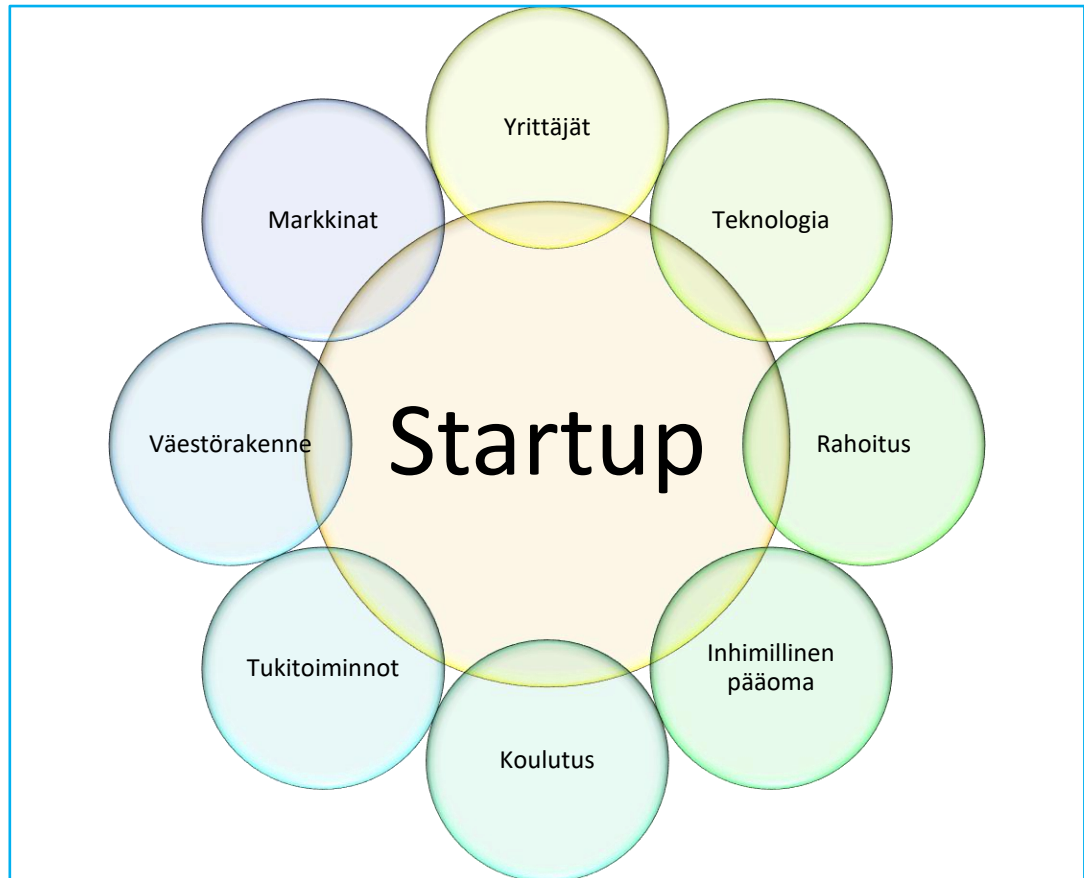 Yrittäjät
Teknologia
Rahoitus
Inhimillinen
pääoma
Koulutus
Tukitoiminnot
Väestörakenne
Markkinat
Startup